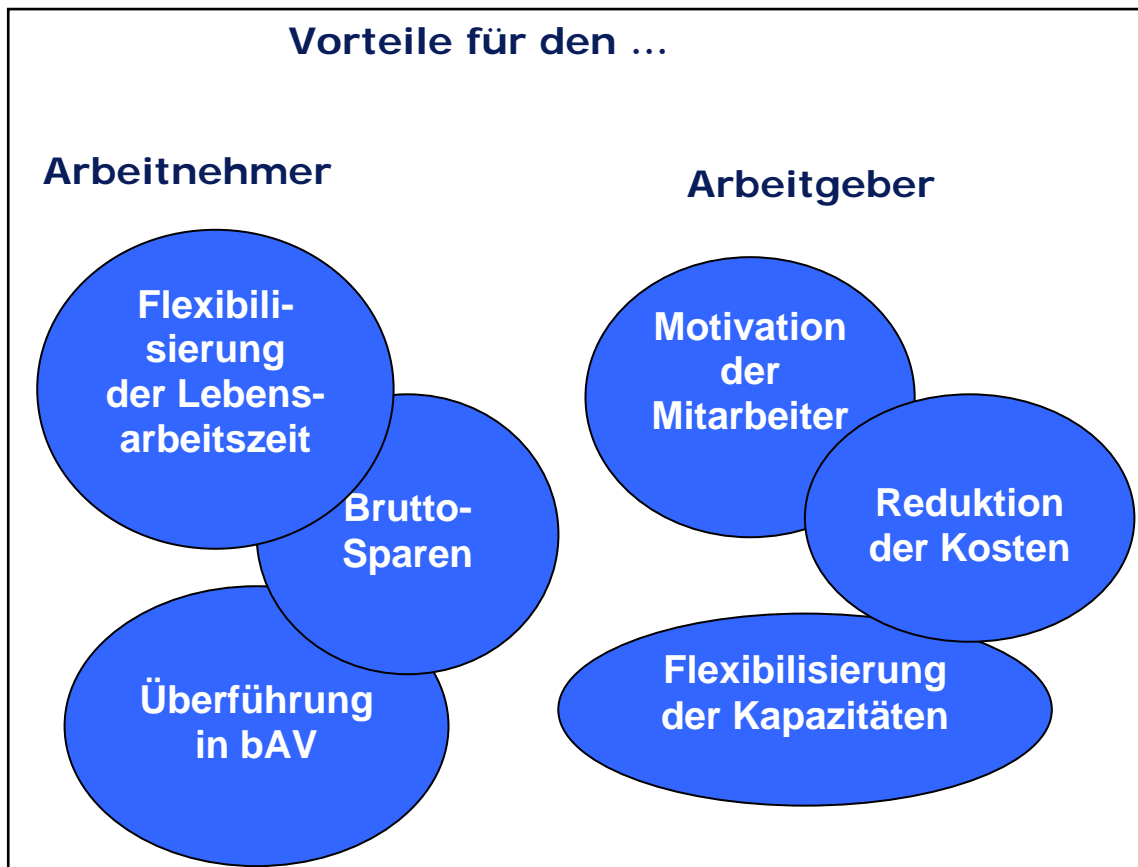 Vorteile für den ...
Arbeitnehmer
Flexibili-
sierung
der Lebens-
arbeitszeit
Brutto-
Sparen
Überführung
in bAV
Arbeitgeber
Motivation
der
Mitarbeiter
Reduktion
der Kosten
Flexibilisierung
der Kapazitäten